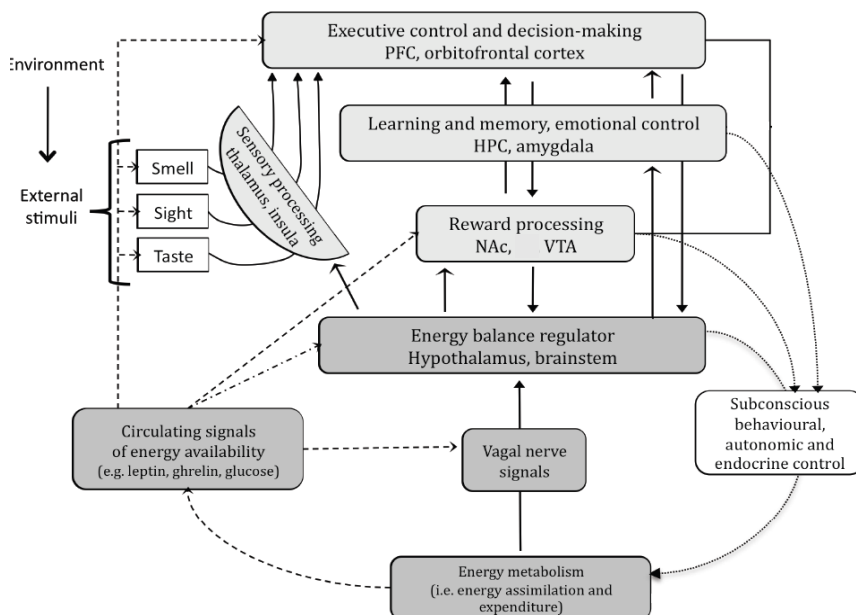 Executive control and decision-making
PFC, orbitofrontal cortex
Environment
Learning and memory, emotional control
HPC, amygdala
Sensory processing
thalamus, insula
Smell
External
stimuli
Sight
Taste
Reward processing
NAc, VTA
Energy balance regulator
Hypothalamus, brainstem
Circulating signals
of energy availability
(e.g. leptin, ghrelin, glucose)
Vagal nerve
signals
Subconscious
behavioural,
autonomic and
endocrine control
Energy metabolism
(i.e. energy assimilation and
expenditure)